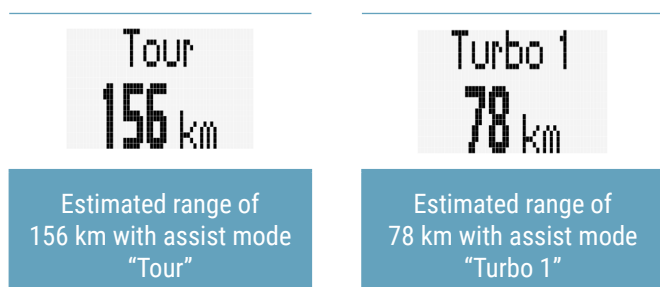 Tour
156 km
Estimated range of
156 km with assist mode
“Tour”
Turbo 1
78 km
Estimated range of
78 km with assist mode
“Turbo 1”